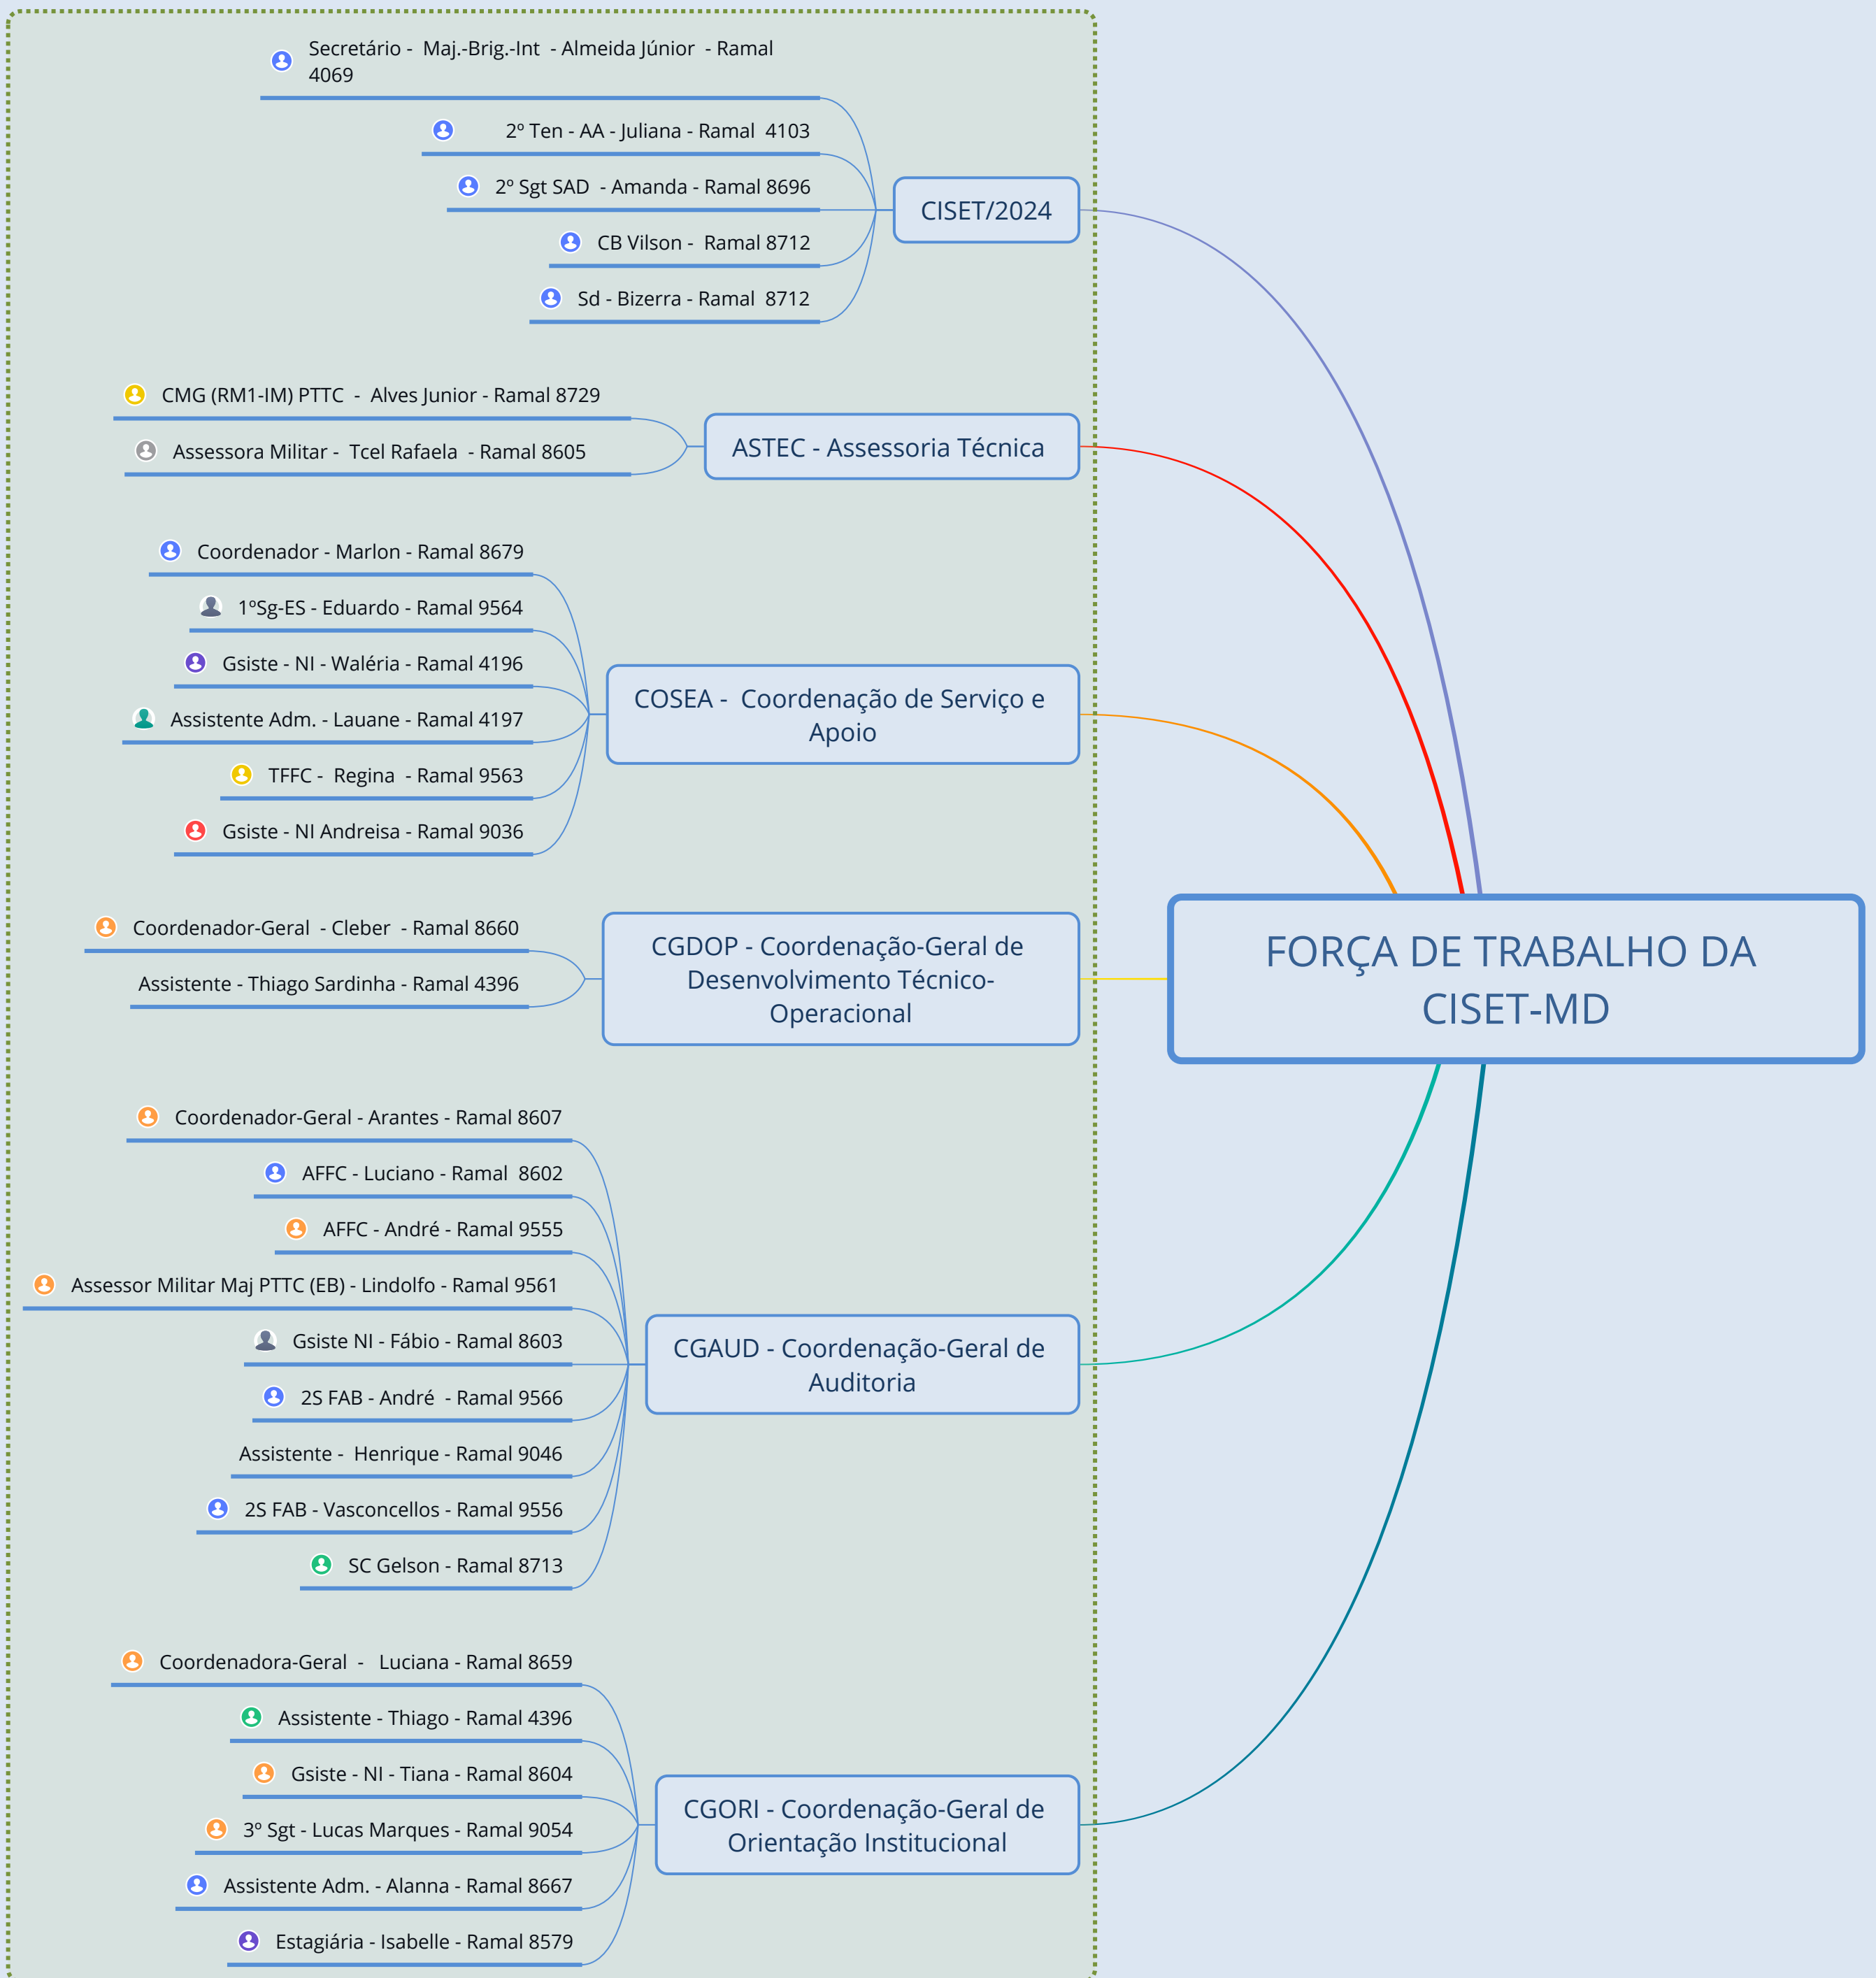 Secretário - Maj.-Brig.-Int - Almeida Júnior - Ramal
4069
2º Ten - AA - Juliana - Ramal 4103
2º Sgt SAD - Amanda - Ramal 8696
CB Vilson - Ramal 8712
Sd - Bizerra - Ramal 8712
CISET/2024
CMG (RM1-IM) PTTC - Alves Junior - Ramal 8729
Assessora Militar - Tcel Rafaela - Ramal 8605
ASTEC - Assessoria Técnica
Coordenador - Marlon - Ramal 8679
1ºSg-ES - Eduardo - Ramal 9564
Gsiste - NI - Waléria - Ramal 4196
Assistente Adm. - Lauane - Ramal 4197
TFFC - Regina - Ramal 9563
Gsiste - NI Andreisa - Ramal 9036
COSEA - Coordenação de Serviço e
Apoio
Coordenador-Geral - Cleber - Ramal 8660
Assistente - Thiago Sardinha - Ramal 4396
CGDOP - Coordenação-Geral de
Desenvolvimento Técnico-
Operacional
FORÇA DE TRABALHO DA
CISET-MD
Coordenador-Geral - Arantes - Ramal 8607
AFFC - Luciano - Ramal 8602
AFFC - André - Ramal 9555
Assessor Militar Maj PTTC (EB) - Lindolfo - Ramal 9561
Gsiste NI - Fábio - Ramal 8603
2S FAB - André - Ramal 9566
Assistente - Henrique - Ramal 9046
2S FAB - Vasconcellos - Ramal 9556
SC Gelson - Ramal 8713
CGAUD - Coordenação-Geral de
Auditoria
Coordenadora-Geral - Luciana - Ramal 8659
Assistente - Thiago - Ramal 4396
Gsiste - NI - Tiana - Ramal 8604
3º Sgt - Lucas Marques - Ramal 9054
Assistente Adm. - Alanna - Ramal 8667
Estagiária - Isabelle - Ramal 8579
CGORI - Coordenação-Geral de
Orientação Institucional